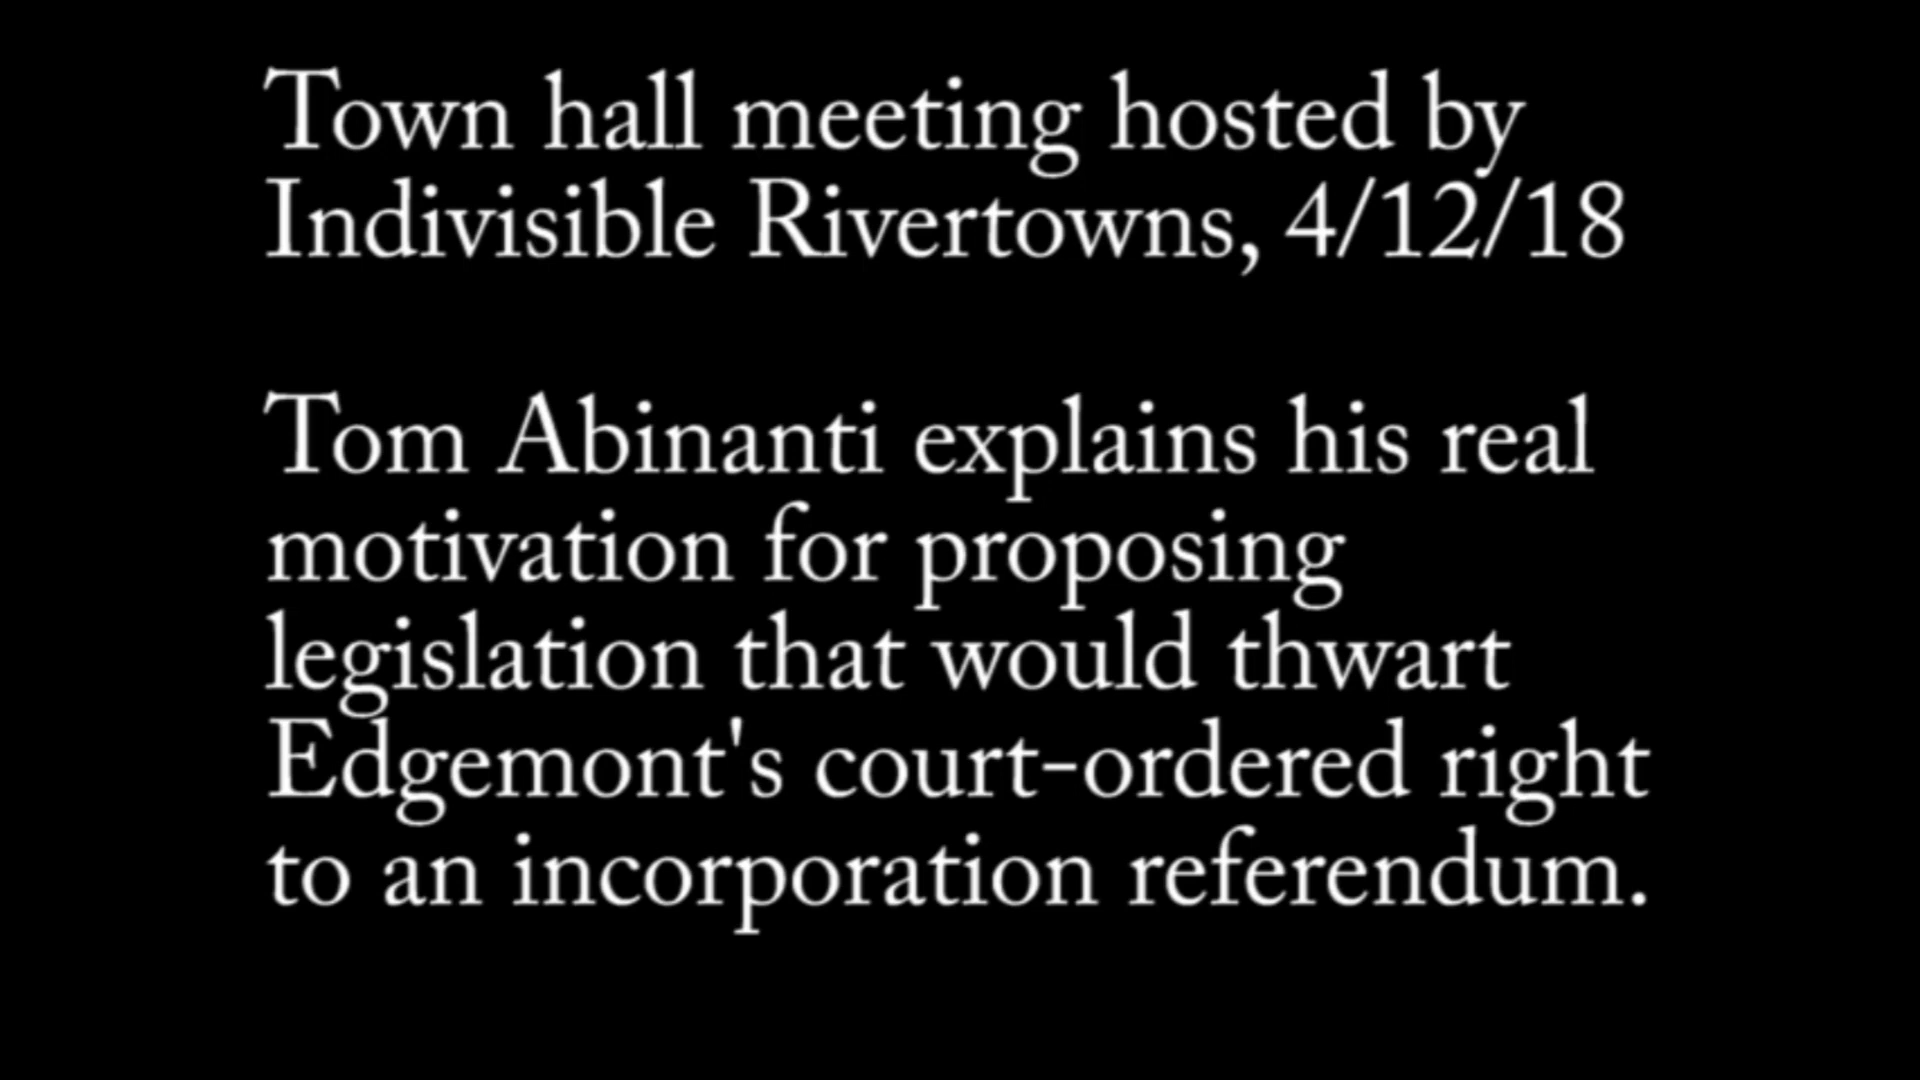 Town hall meeting hosted by
Indivisible Rivertowns, 4/12/18
Tom Abinanti explains his real
motivation for proposing
legislation that would thwart
Edgemont's court-ordered right
to an incorporation referendum.